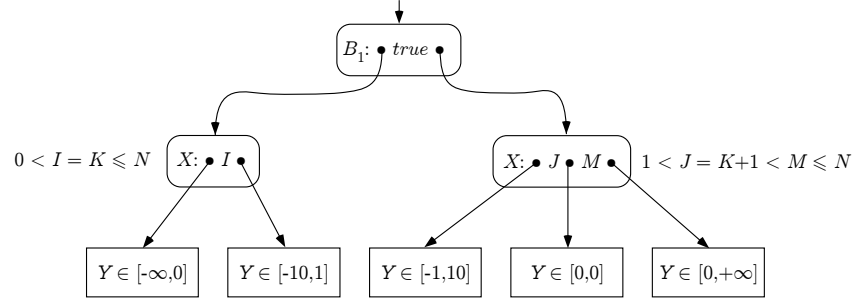 B1: • true •
0 < I = K ⩽ N X: • I • X: • J • M • 1 < J = K+1 < M ⩽ N
Y ∈ [-∞,0] Y ∈ [-10,1] Y ∈ [-1,10] Y ∈ [0,0] Y ∈ [0,+∞]